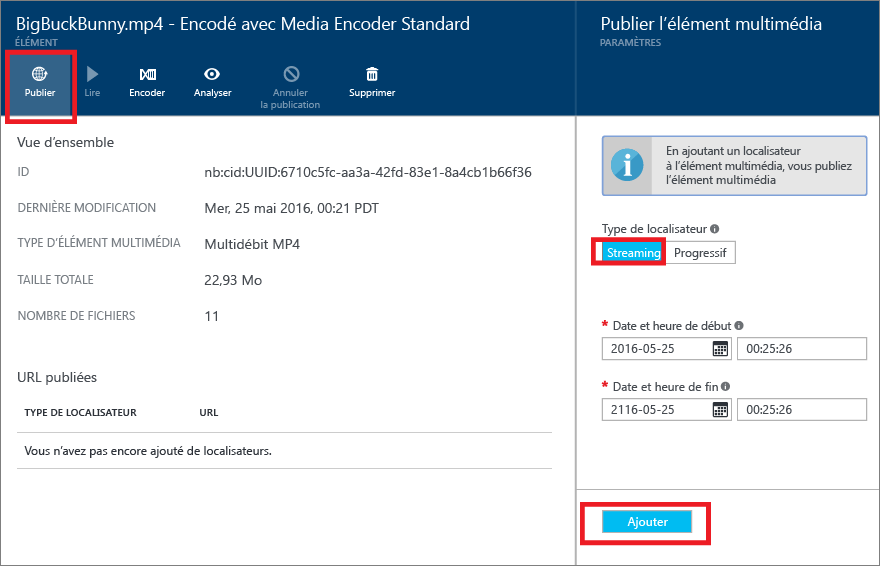 BigBuckBunny.mp4 - Encodé avec Media Encoder Standard
ÉLÉMENT
Publier
Lire
Encoder
Analyser
Annuler
la publication
Supprimer
Vue d’ensemble
ID
nb:cid:UUID:6710c5fc-aa3a-42fd-83e1-8a4cb1b66f36
DERNIÈRE MODIFICATION
Mer, 25 mai 2016, 00:21 PDT
TYPE D’ÉLÉMENT MULTIMÉDIA
Multidébit MP4
TAILLE TOTALE
22,93 Mo
NOMBRE DE FICHIERS
11
URL publiées
TYPE DE LOCALISATEUR
URL
Vous n’avez pas encore ajouté de localisateurs.
Publier l’élément multimédia
PARAMÈTRES
En ajoutant un localisateur
à l’élément multimédia, vous publiez
l’élément multimédia
Type de localisateur
Streaming
Progressif
* Date et heure de début
2016-05-25
00:25:26
* Date et heure de fin
2116-05-25
00:25:26
Ajouter